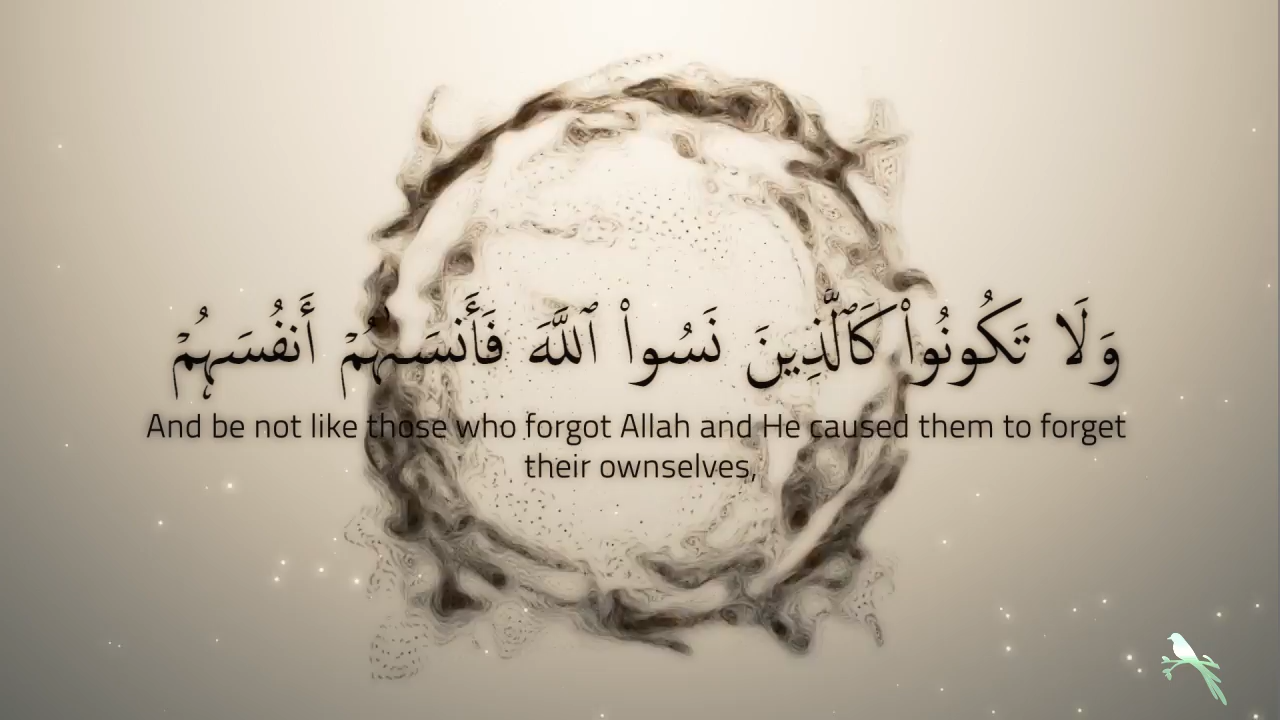 وَلَا تَكُونُوا۟ كَٱلَّذِينَ نَسُوا۟ ٱللَّهَ فَأَنسَىٰهُمْ أَنفُسَهُمْ
And be not like those who forgot Allah and He caused them to forget
their ownselves,